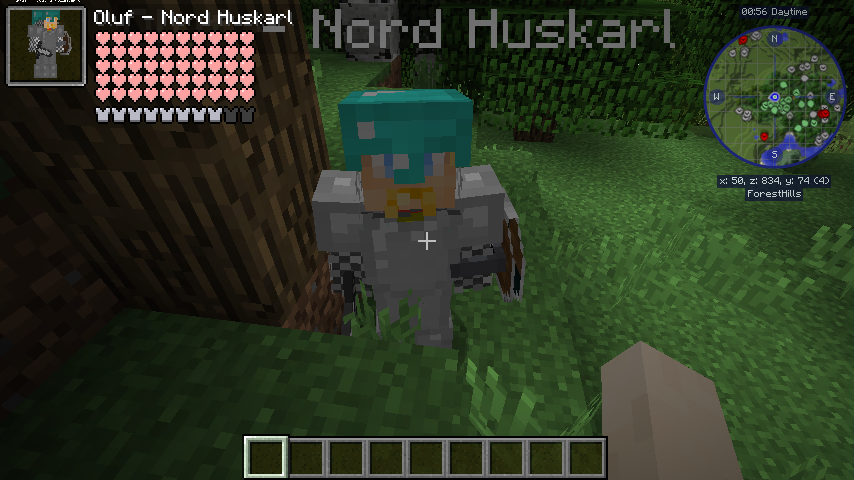 Oluf - Nord Huskarl
- Nord Huskarl
00:56 Daytime
N
W
E
S
x: 50, z: 834, y: 74 (4)
ForestHills